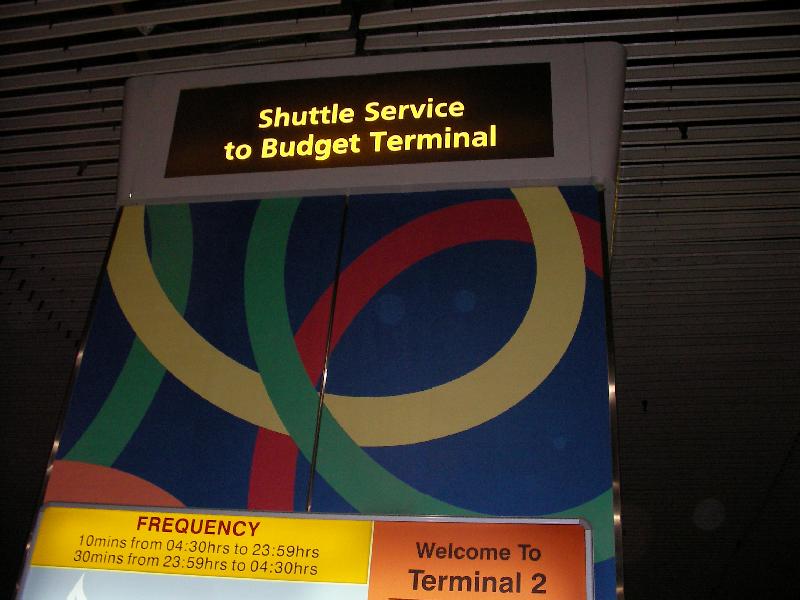 Shuttle Service
to Budget Terminal
FREQUENCY
10mins from 04:30hrs to 23:59hrs
30mins from 23:59hrs to 04:30hrs
Welcome To
Terminal 2